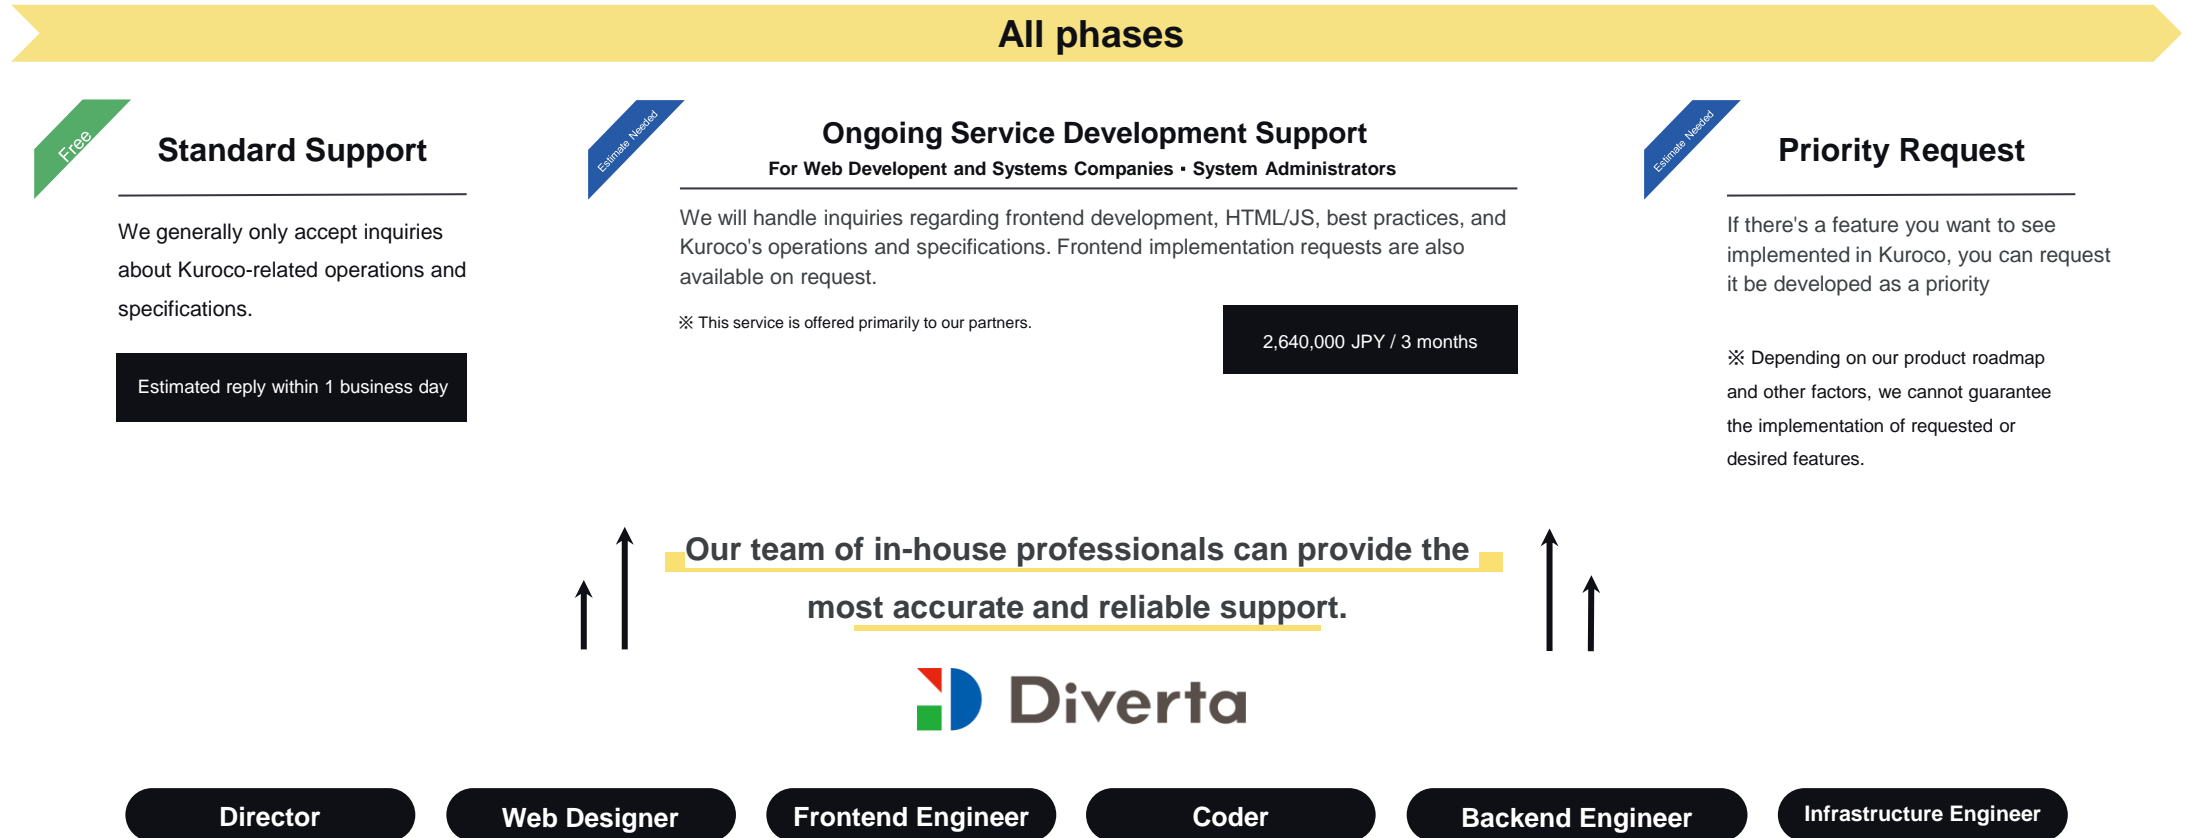 All phases
Free
Standard Support
We generally only accept inquiries
about Kuroco-related operations and
specifications.
Estimated reply within 1 business day
Estimate Needed
Ongoing Service Development Support
For Web Developent and Systems Companies・System Administrators
We will handle inquiries regarding frontend development, HTML/JS, best practices, and
Kuroco's operations and specifications. Frontend implementation requests are also
available on request.
※ This service is offered primarily to our partners.
2,640,000 JPY / 3 months
Estimate Needed
Priority Request
If there's a feature you want to see
implemented in Kuroco, you can request
it be developed as a priority
※ Depending on our product roadmap
and other factors, we cannot guarantee
the implementation of requested or
desired features.
Our team of in-house professionals can provide the
most accurate and reliable support.
Diverta
Director
Web Designer
Frontend Engineer
Coder
Backend Engineer
Infrastructure Engineer